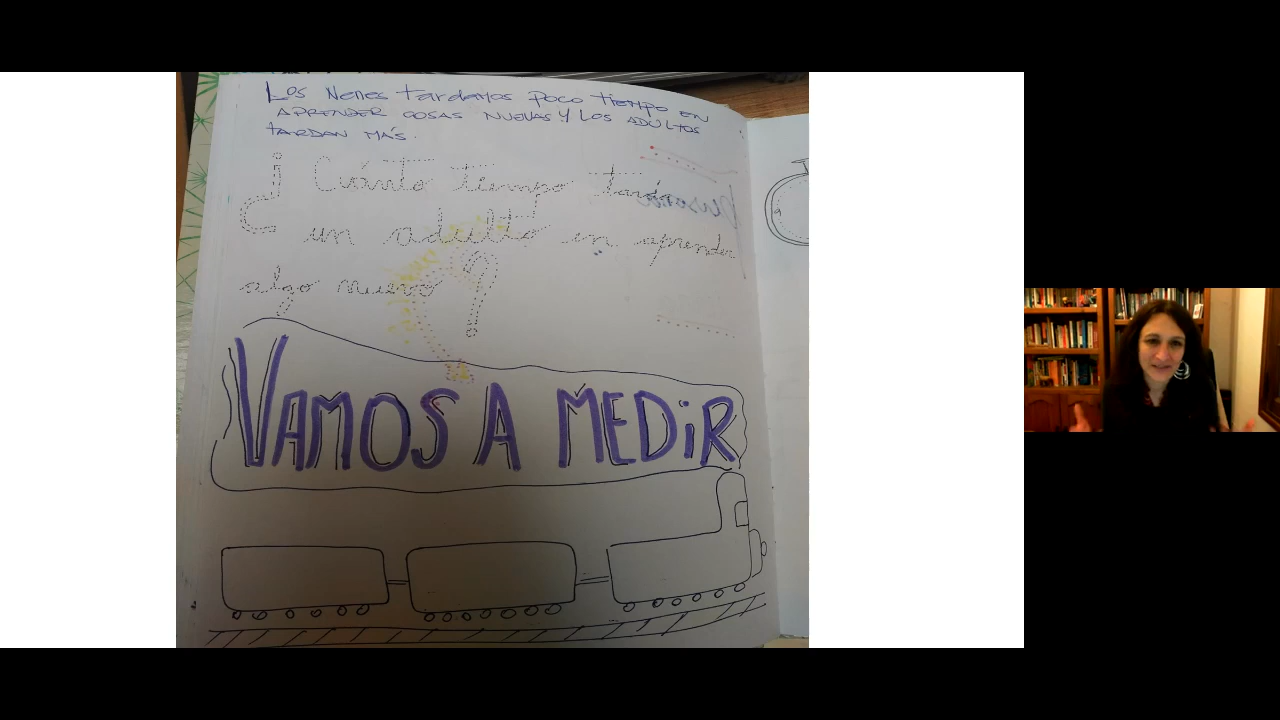 Los Nenes tardamos poco tiempo en
APRENDER COSAS NUEVAS Y LOS ADULTOS
TARDAN MÁS.
¿Cuánto tiempo tarda
un adulto en aprender
algo nuevo?
VAMOS A MEDiR
9